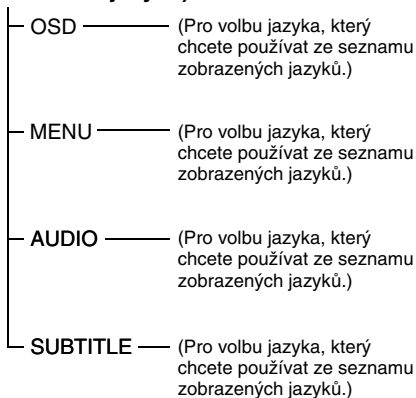 OSD (Pro volbu jazyka, který
chcete používat ze seznamu
zobrazených jazyků.)
MENU (Pro volbu jazyka, který
chcete používat ze seznamu
zobrazených jazyků.)
AUDIO (Pro volbu jazyka, který
chcete používat ze seznamu
zobrazených jazyků.)
SUBTITLE (Pro volbu jazyka, který
chcete používat ze seznamu
zobrazených jazyků.)